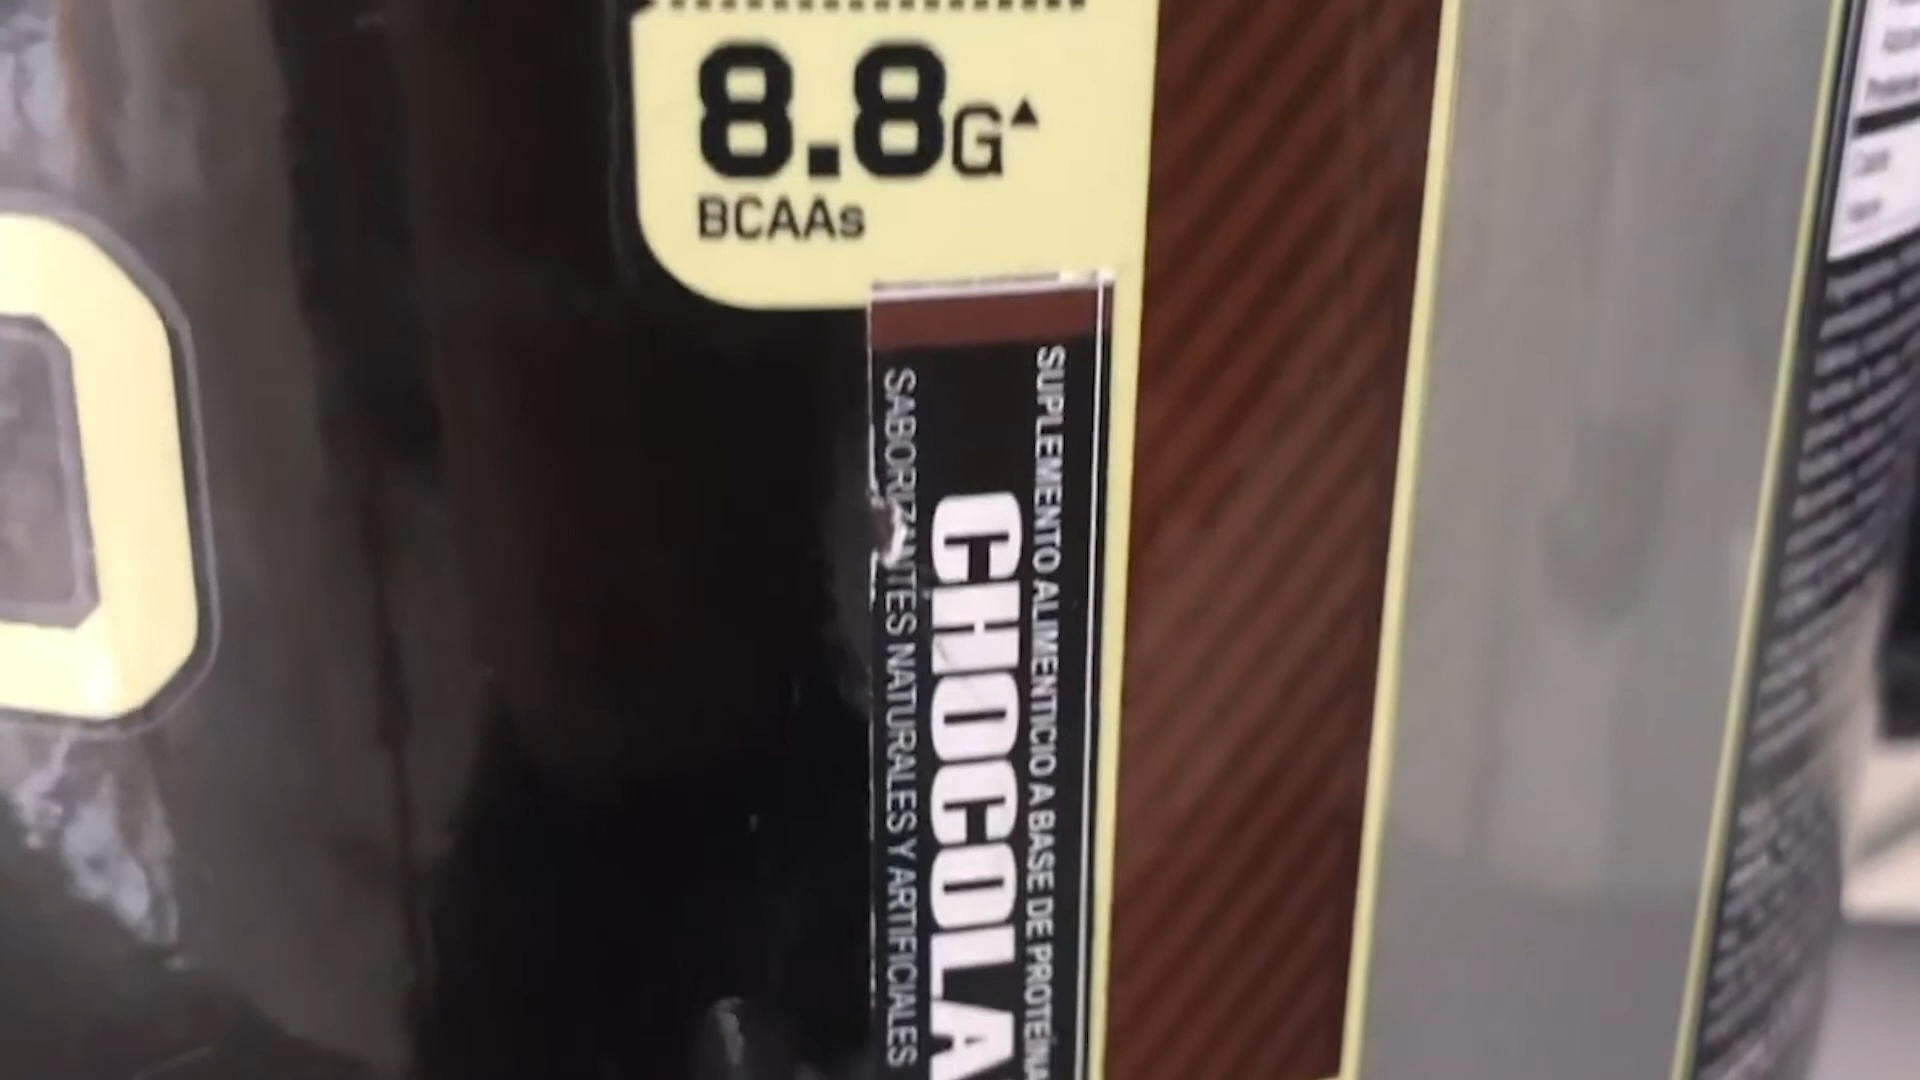 8.8G▲
BCAAs
SUPLEMENTO ALIMENTICIO A BASE DE PROTEÍNA
CHOCOLA
SABORIZANTES NATURALES Y ARTIFICIALES